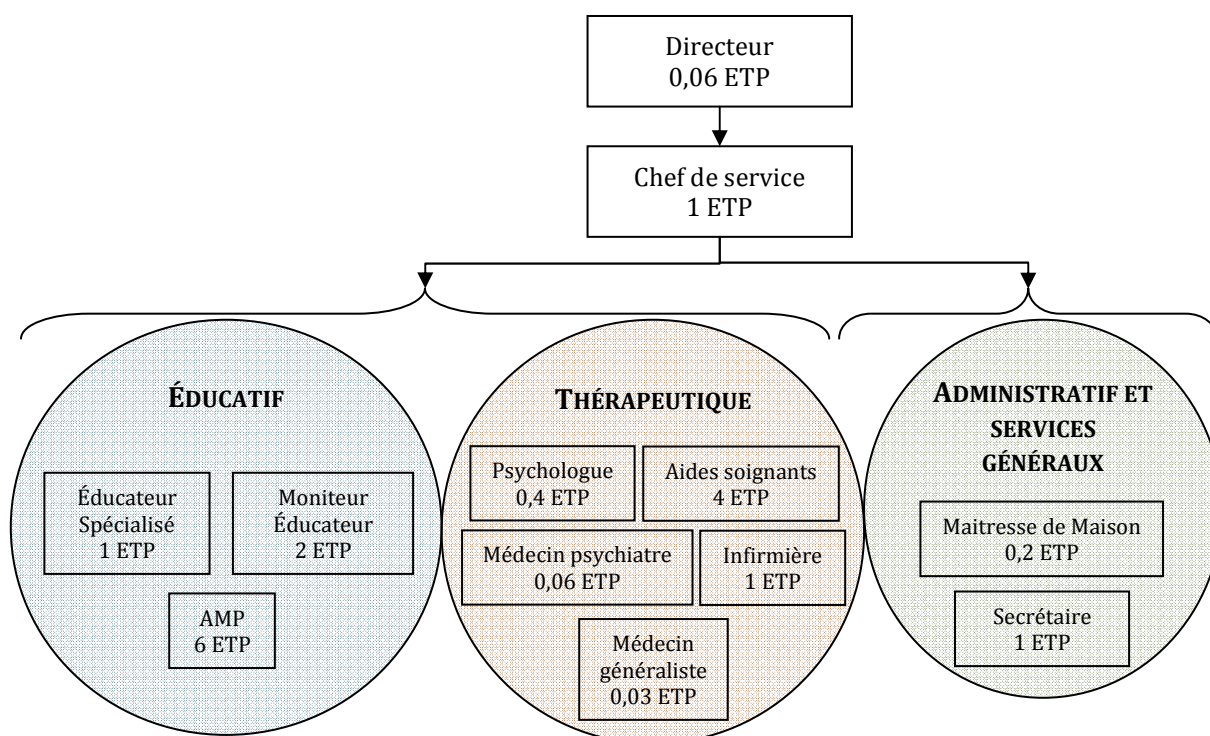 Directeur
0,06 ETP
Chef de service
1 ETP
ÉDUCATIF
Éducateur
Spécialisé
1 ETP
Moniteur
Éducateur
2 ETP
AMP
6 ETP
THÉRAPEUTIQUE
Psychologue
0,4 ETP
Aides soignants
4 ETP
Médecin psychiatre
0,06 ETP
Infirmière
1 ETP
Médecin
généraliste
0,03 ETP
ADMINISTRATIF ET
SERVICES
GÉNÉRAUX
Maitresse de Maison
0,2 ETP
Secrétaire
1 ETP